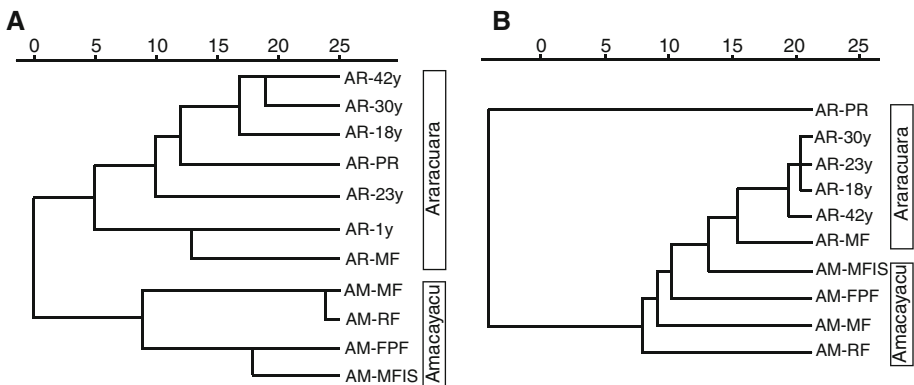 A
0 5 10 15 20 25
AR-42y
AR-30y
AR-18y
AR-PR
AR-23y
AR-1y
AR-MF
AM-MF
AM-RF
AM-FPF
AM-MFIS
Araracuara
Amacayacu
B
0 5 10 15 20 25
AR-PR
AR-30y
AR-23y
AR-18y
AR-42y
AR-MF
AM-MFIS
AM-FPF
AM-MF
AM-RF
Araracuara
Amacayacu